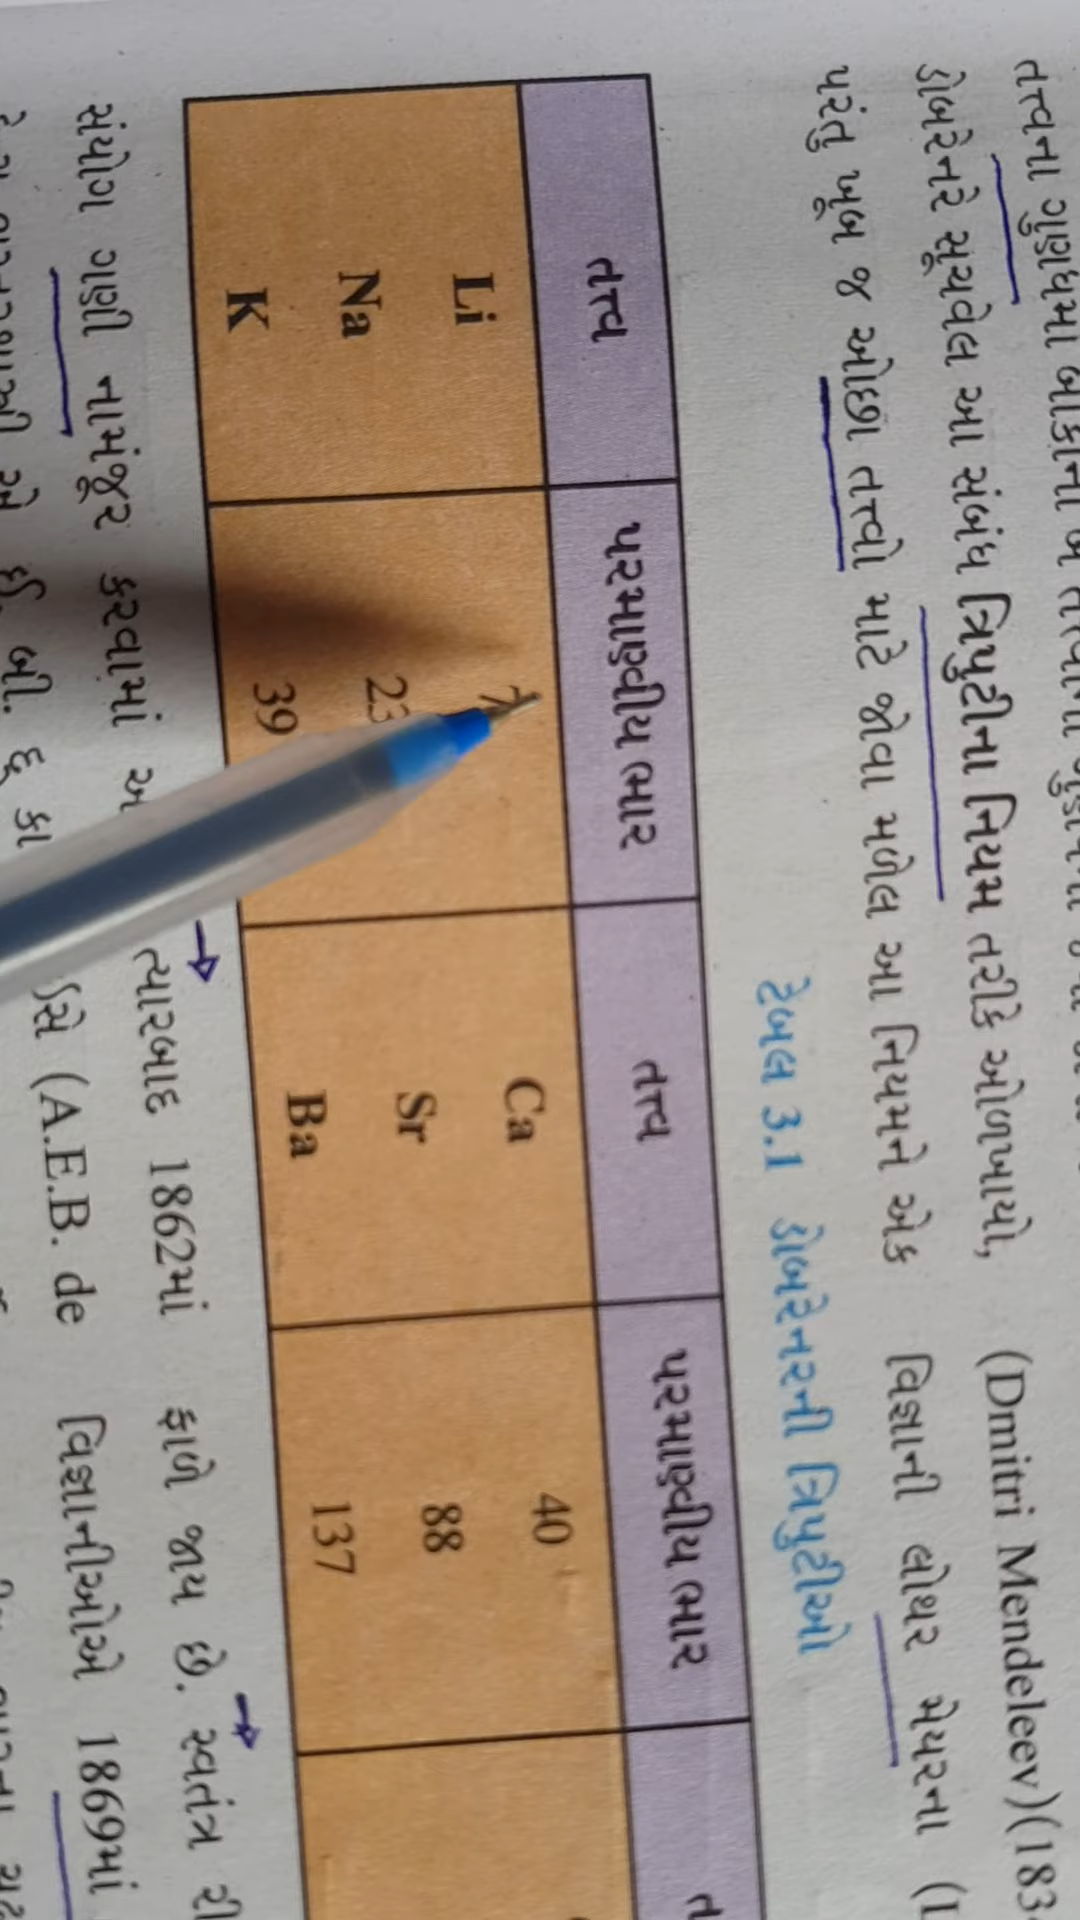 તત્ત્વના ગુણધર્મો બાકીના બે
ડોબરેનરે સૂચવેલ આ સંબંધ ત્રિપુટીના નિયમ તરીકે ઓળખાયો,
પરંતુ ખૂબ જ ઓછા તત્ત્વો માટે જોવા મળેલ આ નિયમને એક
(Dmitri Mendeleev)(183
વિજ્ઞાની લોથર મેયરના
ટેબલ 3.1 ડોબરેનરની ત્રિપુટીઓ
તત્ત્વ પરમાણ્વીય ભાર તત્ત્વ પરમાણ્વીય ભાર
Li 7 Ca 40
Na 23 Sr 88
K 39 Ba 137
સંયોગ ગણી નામંજૂર કરવામાં
ત્યારબાદ 1862માં
(A.E.B. de
ફાળે જાય છે. સ્વતંત્ર
વિજ્ઞાનીઓએ 1869માં